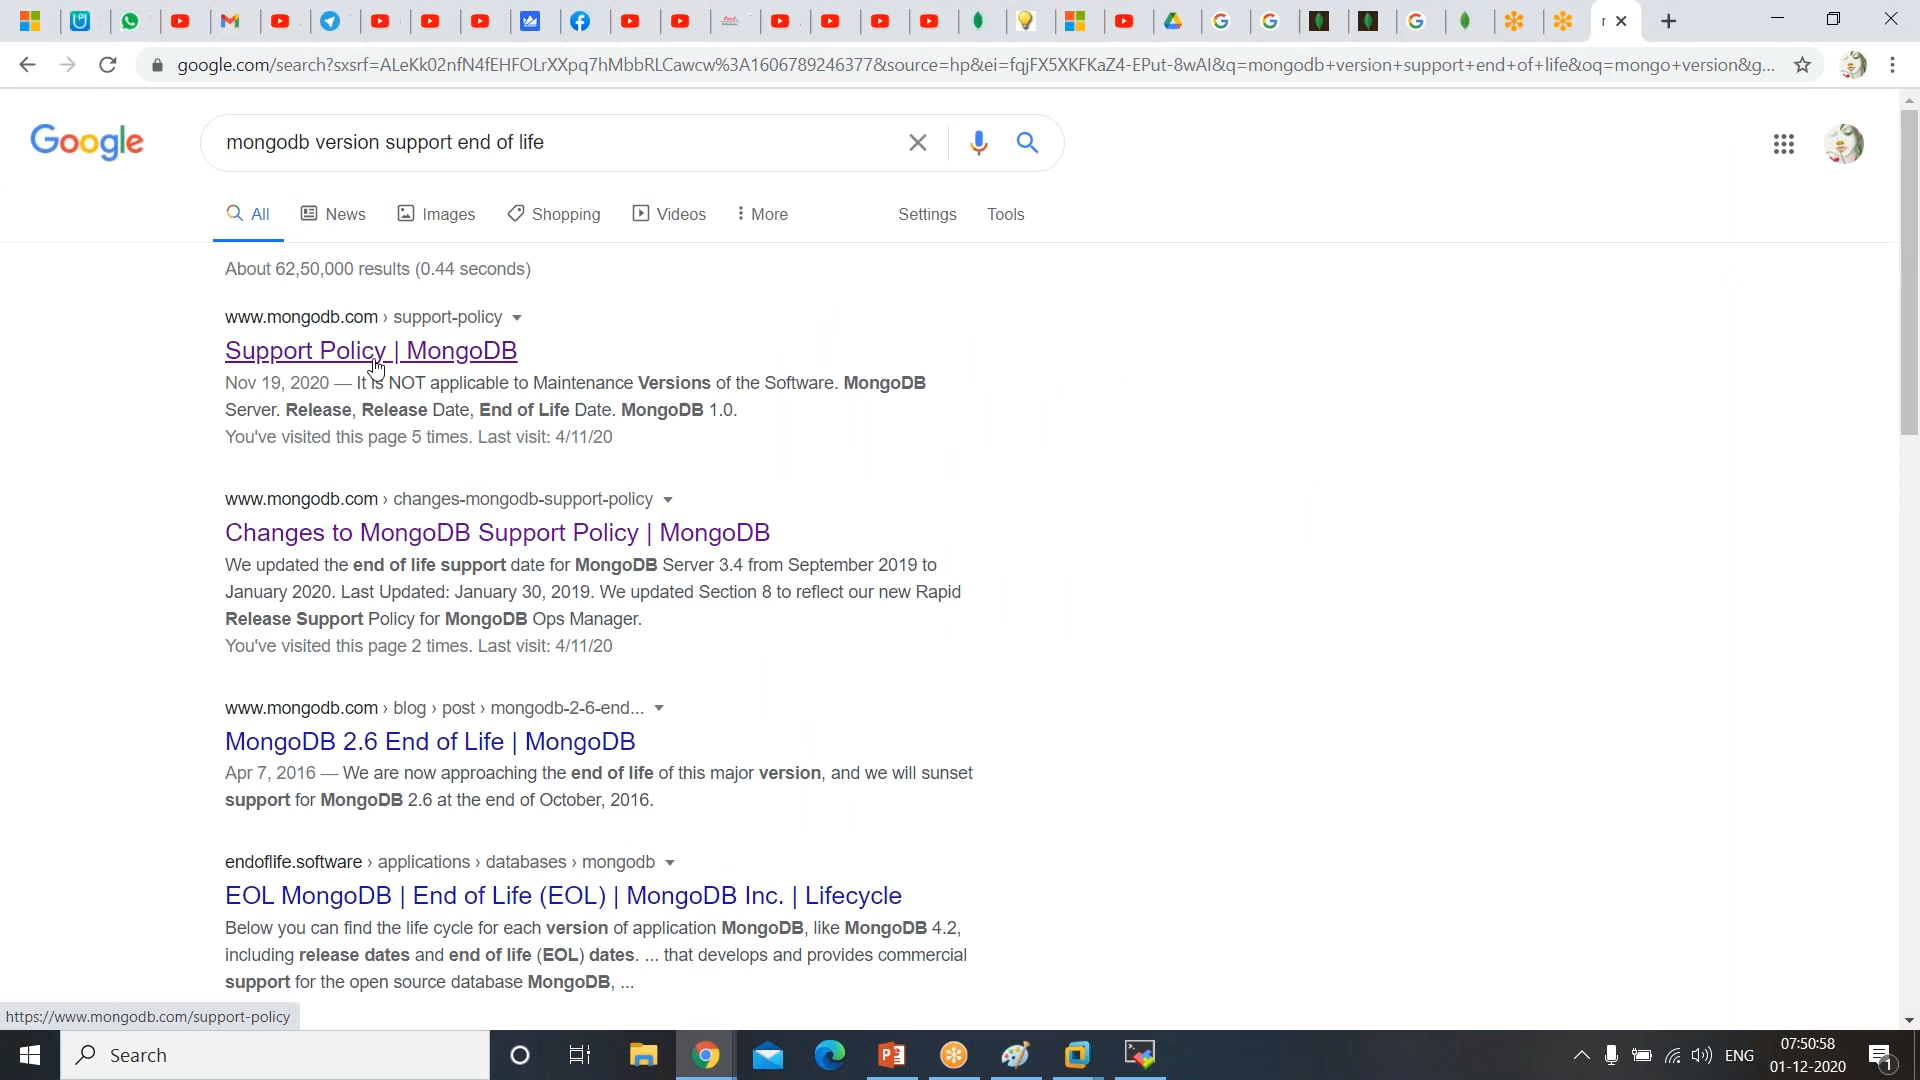 google.com/search?sxsrf=ALeKk02nfN4fEHFOLrXXpq7hMbbRLCawcw%3A1606789246377&source=hp&ei=fqjFX5XKFKaZ4-EPut-8wAI&q=mongodb+version+support+end+of+life&oq=mongo+version&g...
Google
mongodb version support end of life
All News Images Shopping Videos More Settings Tools
About 62,50,000 results (0.44 seconds)
www.mongodb.com › support-policy
Support Policy | MongoDB
Nov 19, 2020 — It is NOT applicable to Maintenance Versions of the Software. MongoDB
Server. Release, Release Date, End of Life Date. MongoDB 1.0.
You've visited this page 5 times. Last visit: 4/11/20
www.mongodb.com › changes-mongodb-support-policy
Changes to MongoDB Support Policy | MongoDB
We updated the end of life support date for MongoDB Server 3.4 from September 2019 to
January 2020. Last Updated: January 30, 2019. We updated Section 8 to reflect our new Rapid
Release Support Policy for MongoDB Ops Manager.
You've visited this page 2 times. Last visit: 4/11/20
www.mongodb.com › blog › post › mongodb-2-6-end...
MongoDB 2.6 End of Life | MongoDB
Apr 7, 2016 — We are now approaching the end of life of this major version, and we will sunset
support for MongoDB 2.6 at the end of October, 2016.
endoflife.software › applications › databases › mongodb
EOL MongoDB | End of Life (EOL) | MongoDB Inc. | Lifecycle
Below you can find the life cycle for each version of application MongoDB, like MongoDB 4.2,
including release dates and end of life (EOL) dates. ... that develops and provides commercial
support for the open source database MongoDB, ...
https://www.mongodb.com/support-policy
Search
ENG
07:50:58
01-12-2020
1